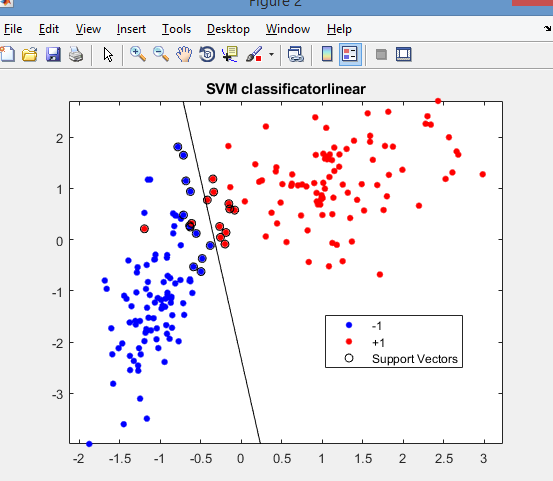 Figure 2
File Edit View Insert Tools Desktop Window Help
SVM classificatorlinear
2
1
0
-1
-2
-3
-1
+1
Support Vectors
-2 -1.5 -1 -0.5 0 0.5 1 1.5 2 2.5 3